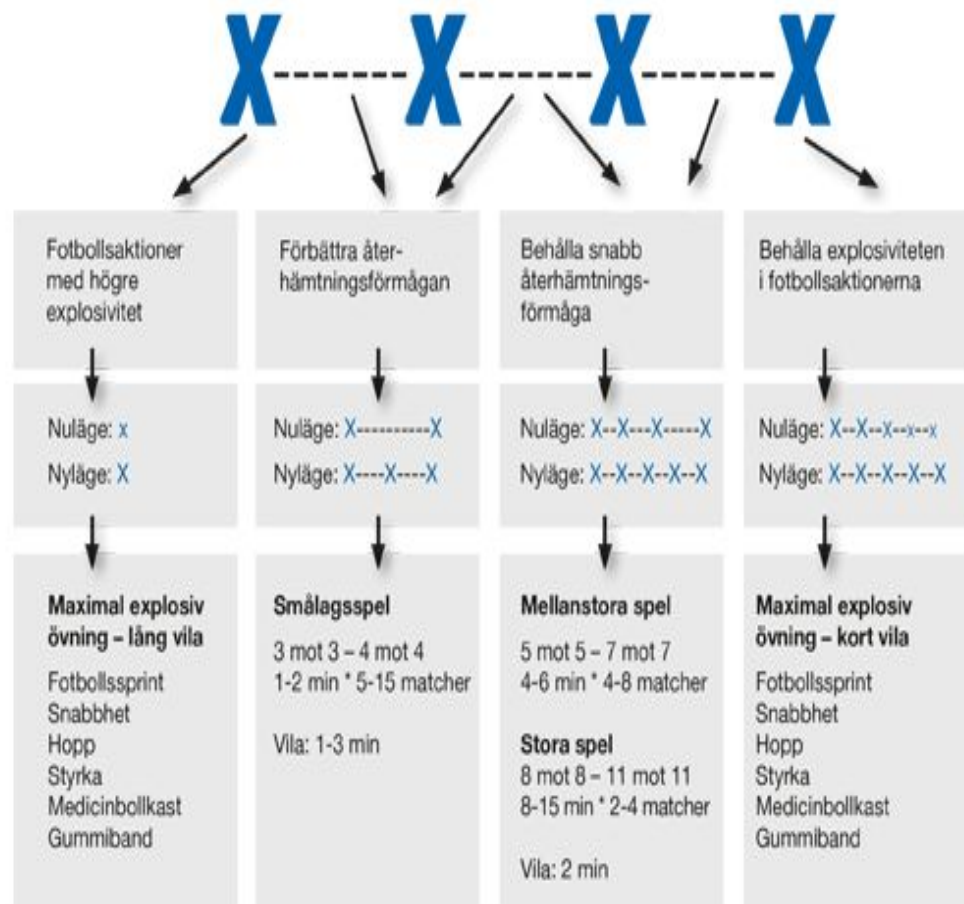 X-------X-------X-------X
Fotbollsaktioner
med högre
explosivitet
Nuläge: x
Nyläge: X
Maximal explosiv
övning – lång vila
Fotbollssprint
Snabbhet
Hopp
Styrka
Medicinbollkast
Gummiband
Förbättra åter-
hämtningsförmågan
Nuläge: X----------X
Nyläge: X----X----X
Smålagsspel
3 mot 3 – 4 mot 4
1-2 min * 5-15 matcher
Vila: 1-3 min
Behålla snabb
återhämtnings-
förmåga
Nuläge: X--X---X-----X
Nyläge: X--X--X--X--X
Mellanstora spel
5 mot 5 – 7 mot 7
4-6 min * 4-8 matcher
Stora spel
8 mot 8 – 11 mot 11
8-15 min * 2-4 matcher
Vila: 2 min
Behålla explosiviteten
i fotbollsaktionerna
Nuläge: X--X--X--x--x
Nyläge: X--X--X--X--X
Maximal explosiv
övning – kort vila
Fotbollssprint
Snabbhet
Hopp
Styrka
Medicinbollkast
Gummiband